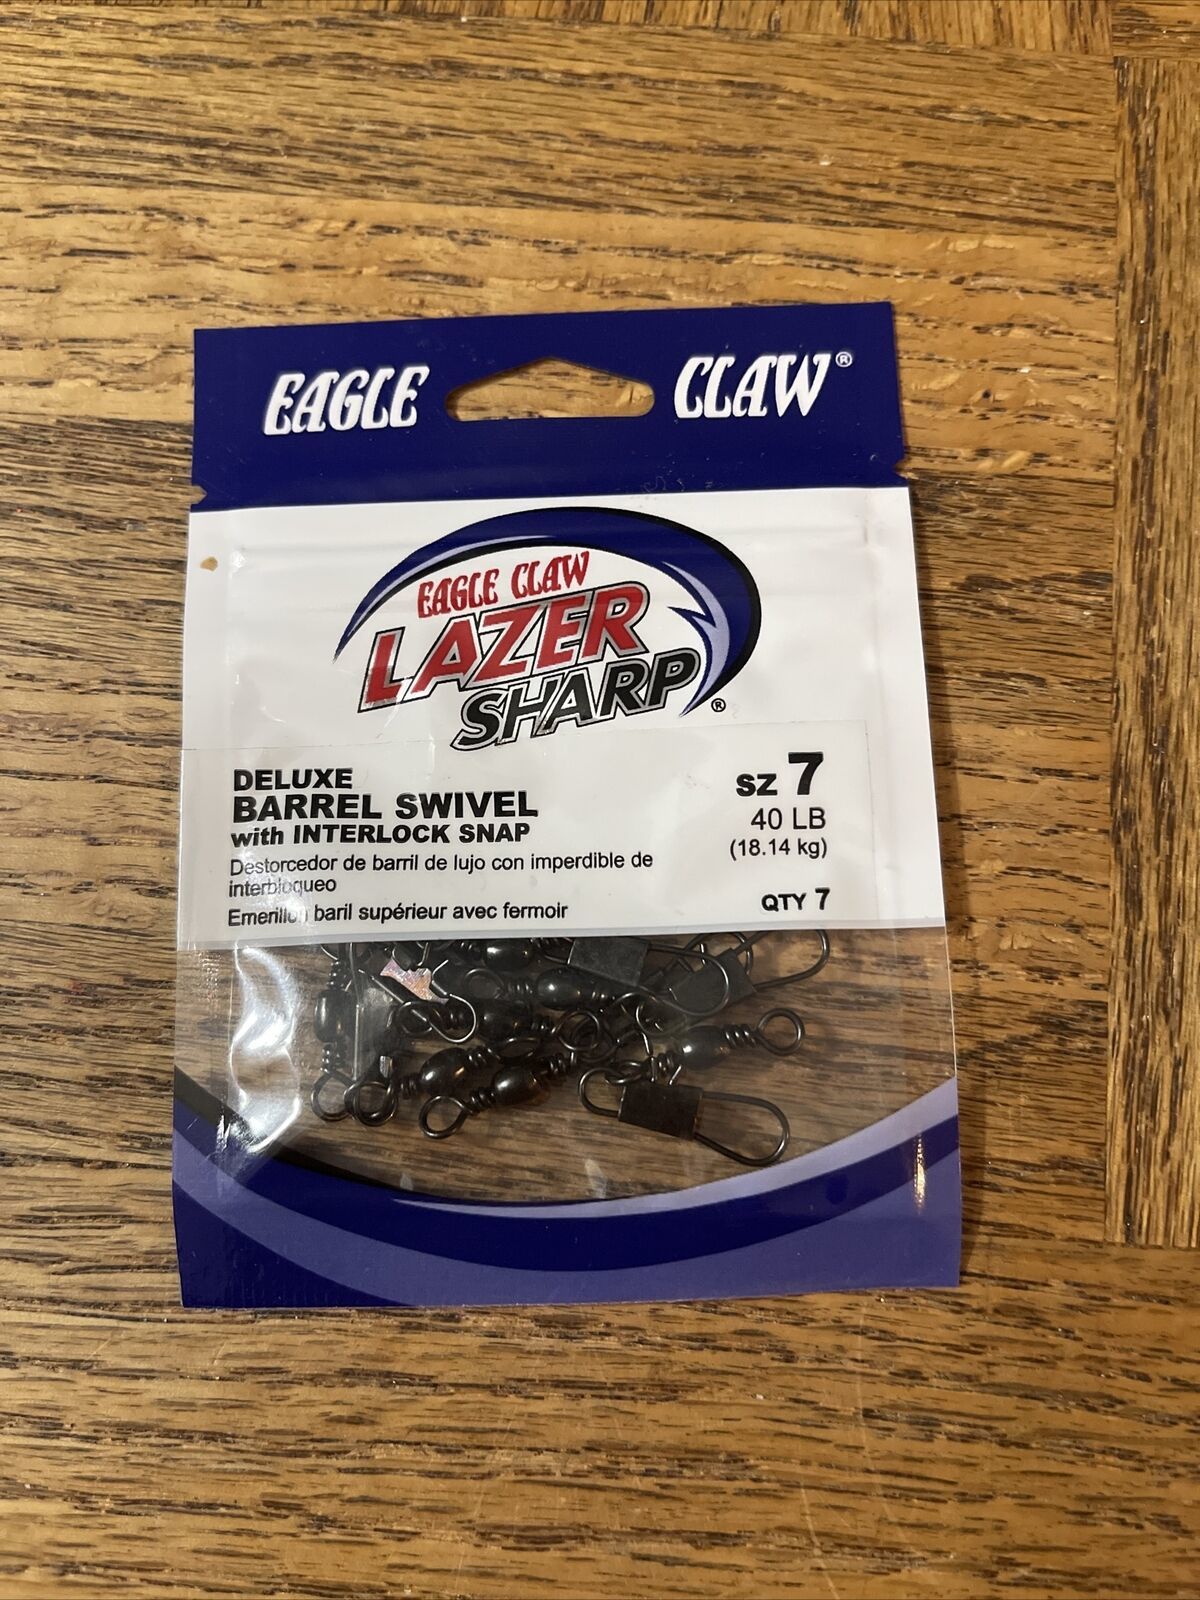 EAGLE CLAW®
EAGLE CLAW
LAZER
SHARP®
DELUXE
BARREL SWIVEL
with INTERLOCK SNAP
Destorcedor de barril de lujo con imperdible de
interbloqueo
Emerillon baril supérieur avec fermoir
SZ 7
40 LB
(18.14 kg)
QTY 7